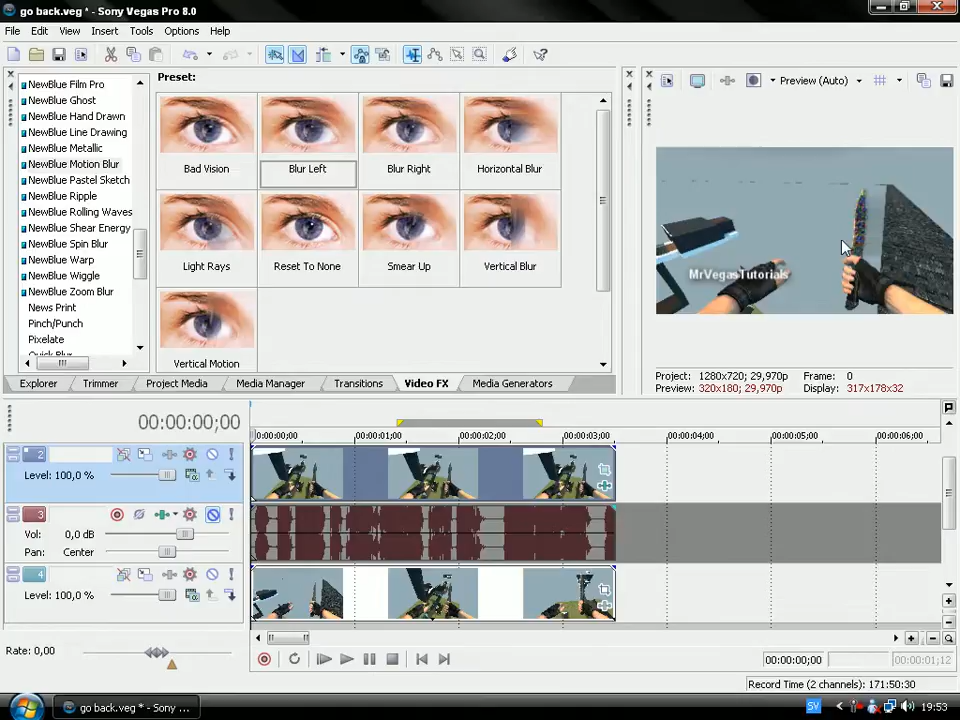 go back.veg * - Sony Vegas Pro 8.0
File Edit View Insert Tools Options Help
NewBlue Film Pro
NewBlue Ghost
NewBlue Hand Drawn
NewBlue Line Drawing
NewBlue Metallic
NewBlue Motion Blur
NewBlue Pastel Sketch
NewBlue Ripple
NewBlue Rolling Waves
NewBlue Shear Energy
NewBlue Spin Blur
NewBlue Warp
NewBlue Wiggle
NewBlue Zoom Blur
News Print
Pinch/Punch
Pixelate
Quick Blur
Preset:
Bad Vision
Blur Left
Blur Right
Horizontal Blur
Light Rays
Reset To None
Smear Up
Vertical Blur
Vertical Motion
Explorer Trimmer Project Media Media Manager Transitions Video FX Media Generators
Preview (Auto)
MrVegasTutorials
Project: 1280x720; 29,970p Frame: 0
Preview: 320x180; 29,970p Display: 317x178x32
00:00:00;00
00:00:00;00 00:00:01;00 00:00:02;00 00:00:03;00 00:00:04;00 00:00:05;00 00:00:06;00
2
Level: 100,0 %
3
Vol: 0,0 dB
Pan: Center
4
Level: 100,0 %
Rate: 0,00
00:00:00;00 00:00:01;12
Record Time (2 channels): 171:50:30
go back.veg * - Sony ...
SV
19:53